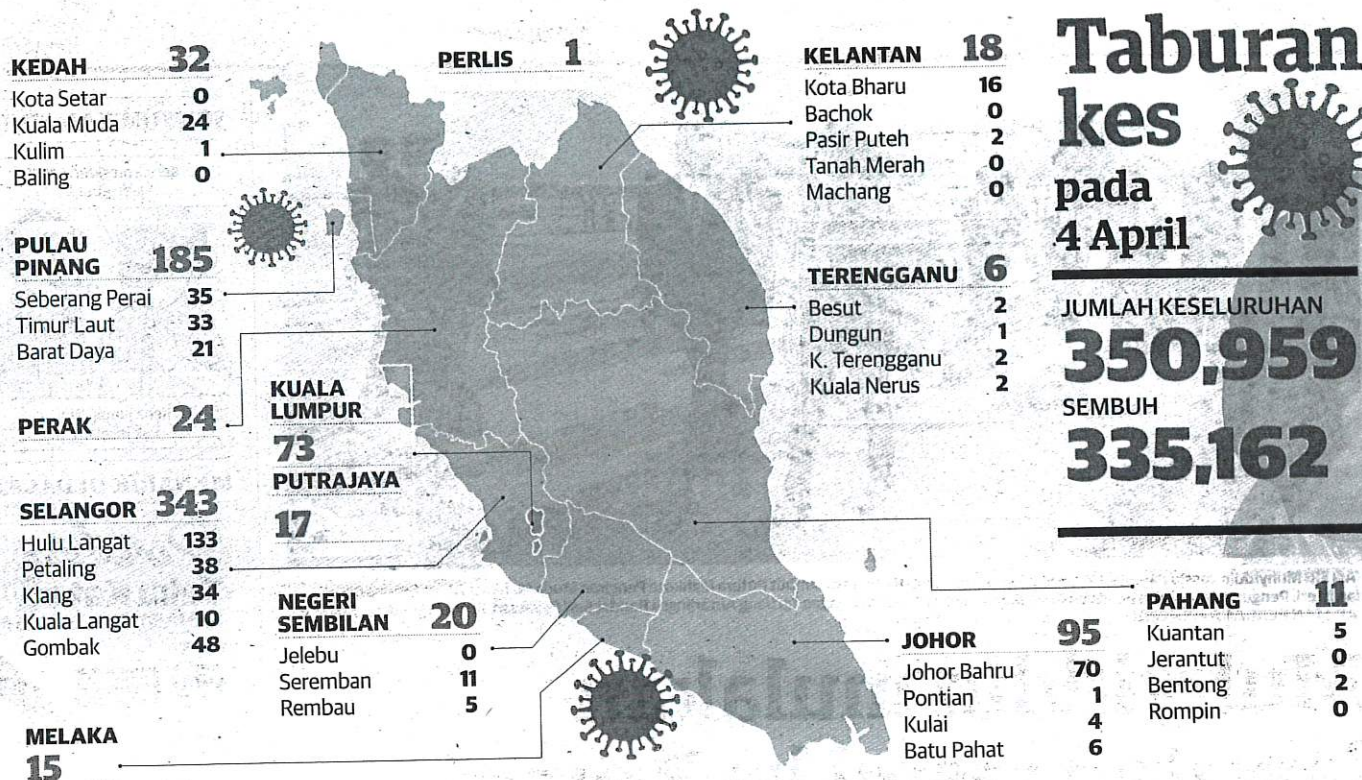 Taburan
kes
pada
4 April
JUMLAH KESELURUHAN
350,959
SEMBUH
335,162
KEDAH 32
Kota Setar 0
Kuala Muda 24
Kulim 1
Baling 0
PULAU
PINANG 185
Seberang Perai 35
Timur Laut 33
Barat Daya 21
PERAK 24
SELANGOR 343
Hulu Langat 133
Petaling 38
Klang 34
Kuala Langat 10
Gombak 48
MELAKA
15
PERLIS 1
KUALA
LUMPUR
73
PUTRAJAYA
17
NEGERI
SEMBILAN 20
Jelebu 0
Seremban 11
Rembau 5
KELANTAN 18
Kota Bharu 16
Bachok 0
Pasir Puteh 2
Tanah Merah 0
Machang 0
TERENGGANU 6
Besut 2
Dungun 1
K. Terengganu 2
Kuala Nerus 2
JOHOR 95
Johor Bahru 70
Pontian 1
Kulai 4
Batu Pahat 6
PAHANG 11
Kuantan 5
Jerantut 0
Bentong 2
Rompin 0